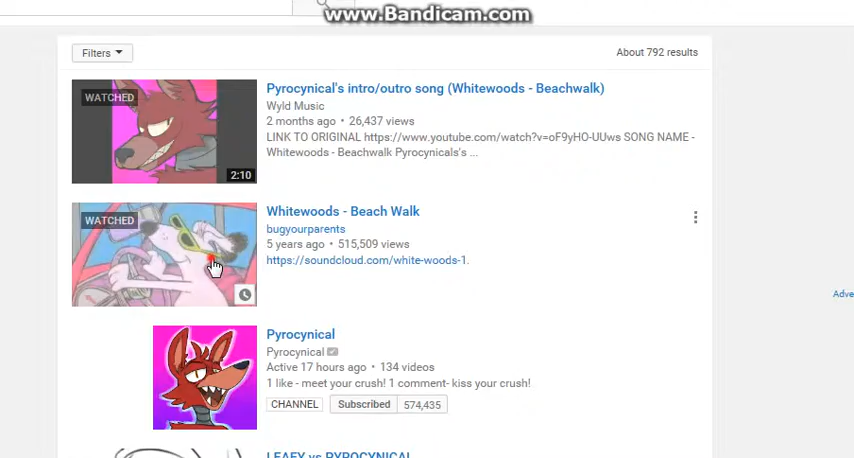 www.Bandicam.com
Filters
About 792 results
WATCHED
Pyrocynical's intro/outro song (Whitewoods - Beachwalk)
Wyld Music
2 months ago • 26,437 views
LINK TO ORIGINAL https://www.youtube.com/watch?v=oF9yHO-UUws SONG NAME -
Whitewoods - Beachwalk Pyrocynicals's ...
2:10
WATCHED
Whitewoods - Beach Walk
bugyourparents
5 years ago • 515,509 views
https://soundcloud.com/white-woods-1.
Adve
Pyrocynical
Pyrocynical
Active 17 hours ago • 134 videos
1 like - meet your crush! 1 comment- kiss your crush!
CHANNEL Subscribed 574,435
LEAFY vs PYROCYNICAL